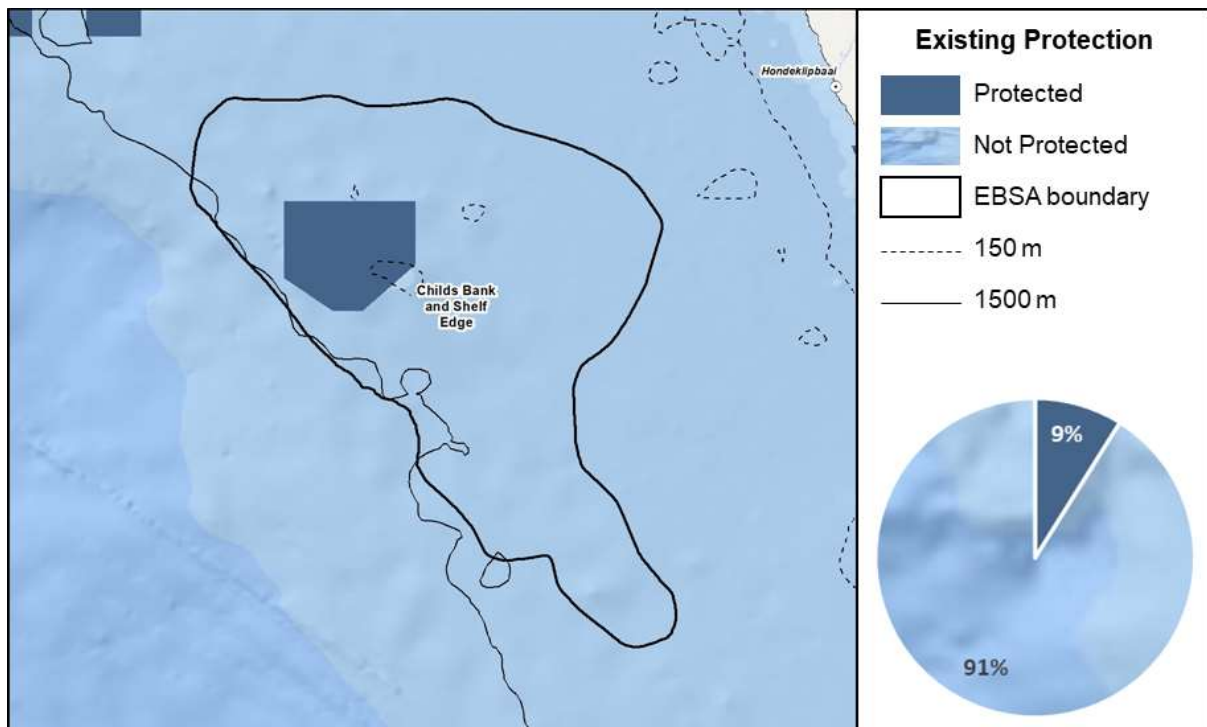 Hondeklipbaai
Childs Bank
and Shelf
Edge
Existing Protection
Protected
Not Protected
EBSA boundary
150 m
1500 m
9%
91%